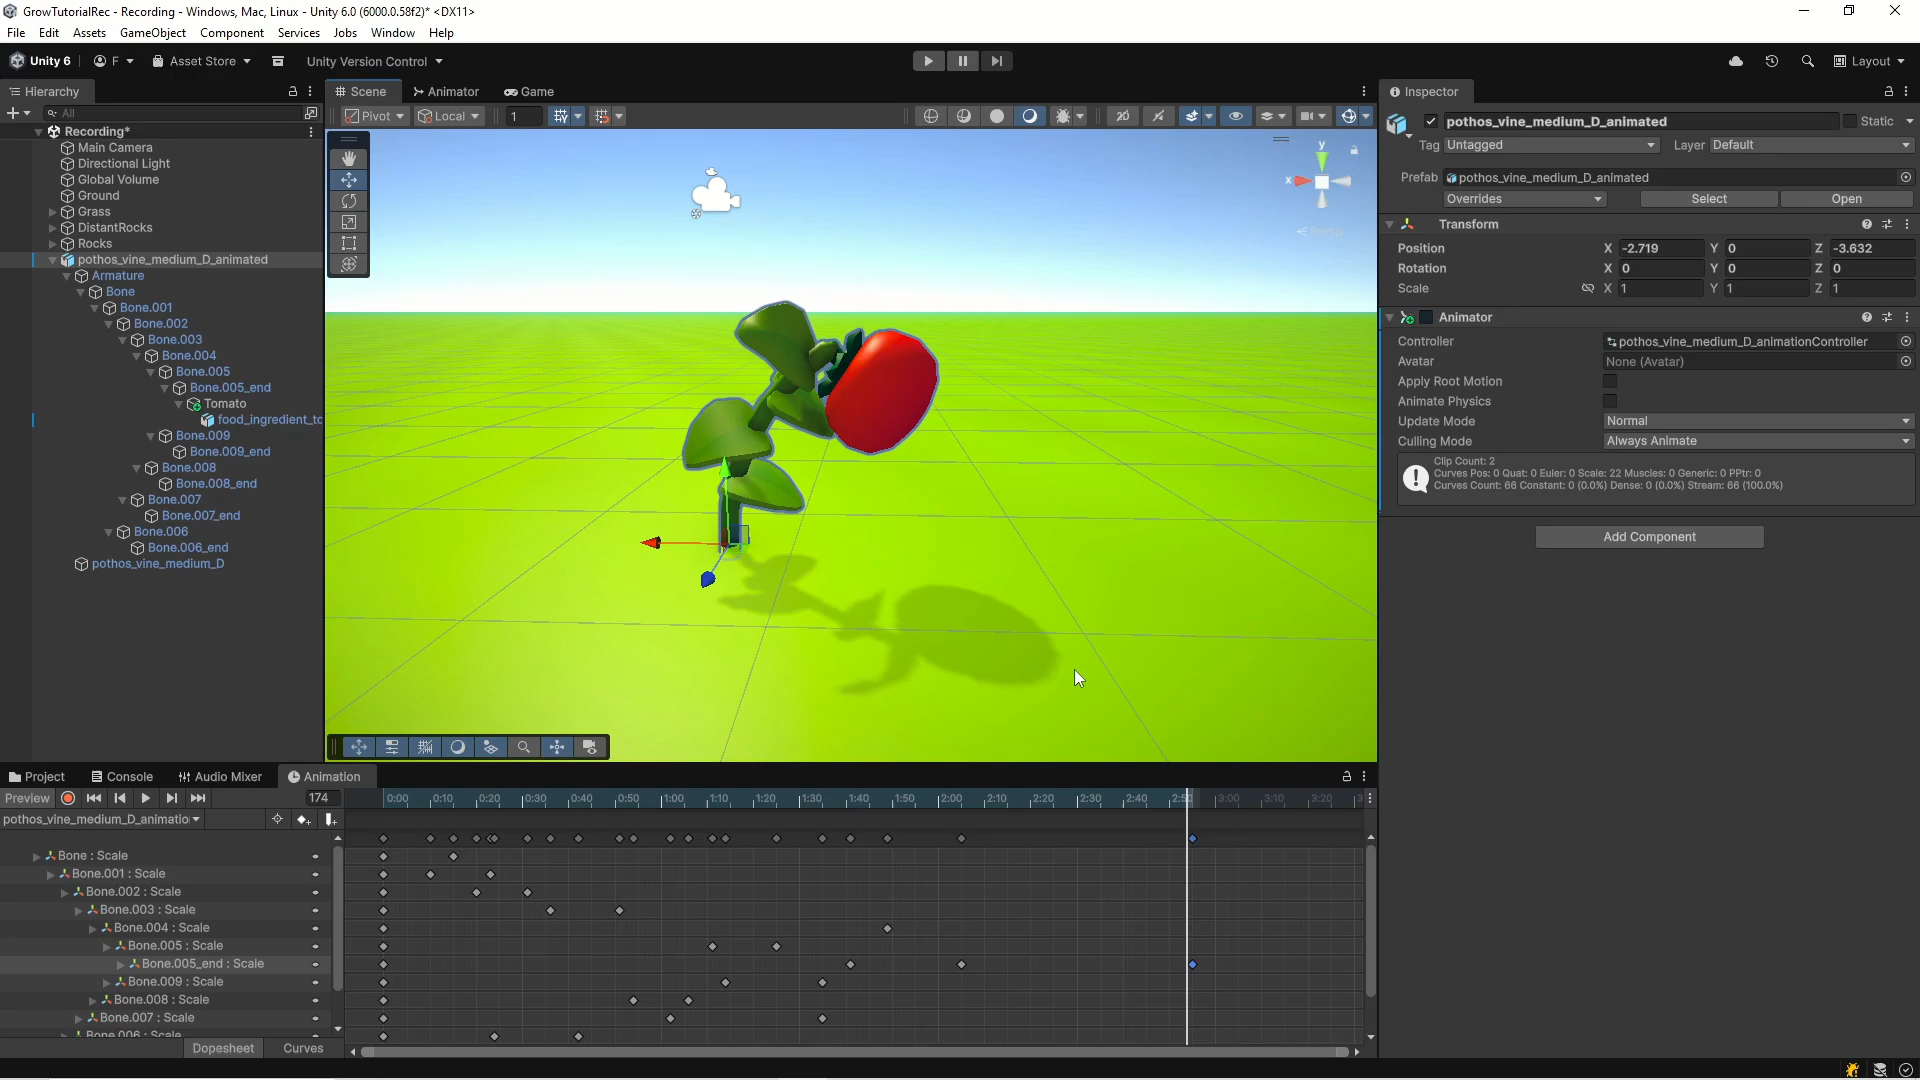 GrowTutorialRec - Recording - Windows, Mac, Linux - Unity 6.0 (6000.0.58f2)* <DX11>
File Edit Assets GameObject Component Services Jobs Window Help
Unity 6 F Asset Store Unity Version Control Layout
Hierarchy
All
Recording*
Main Camera
Directional Light
Global Volume
Ground
Grass
DistantRocks
Rocks
pothos_vine_medium_D_animated
Armature
Bone
Bone.001
Bone.002
Bone.003
Bone.004
Bone.005
Bone.005_end
Tomato
food_ingredient_to
Bone.009
Bone.009_end
Bone.008
Bone.008_end
Bone.007
Bone.007_end
Bone.006
Bone.006_end
pothos_vine_medium_D
Scene Animator Game
Pivot Local 1 2D
y
x
Persp
Inspector
pothos_vine_medium_D_animated Static
Tag Untagged Layer Default
Prefab pothos_vine_medium_D_animated
Overrides Select Open
Transform
Position X -2.719 Y 0 Z -3.632
Rotation X 0 Y 0 Z 0
Scale X 1 Y 1 Z 1
Animator
Controller pothos_vine_medium_D_animationController
Avatar None (Avatar)
Apply Root Motion
Animate Physics
Update Mode Normal
Culling Mode Always Animate
Clip Count: 2
Curves Pos: 0 Quat: 0 Euler: 0 Scale: 22 Muscles: 0 Generic: 0 PPtr: 0
Curves Count: 66 Constant: 0 (0.0%) Dense: 0 (0.0%) Stream: 66 (100.0%)
Add Component
Project Console Audio Mixer Animation
Preview 174 0:00 0:10 0:20 0:30 0:40 0:50 1:00 1:10 1:20 1:30 1:40 1:50 2:00 2:10 2:20 2:30 2:40 2:50 3:00 3:10 3:20
pothos_vine_medium_D_animatio
Bone : Scale
Bone.001 : Scale
Bone.002 : Scale
Bone.003 : Scale
Bone.004 : Scale
Bone.005 : Scale
Bone.005_end : Scale
Bone.009 : Scale
Bone.008 : Scale
Bone.007 : Scale
Bone.006 : Scale
Dopesheet Curves